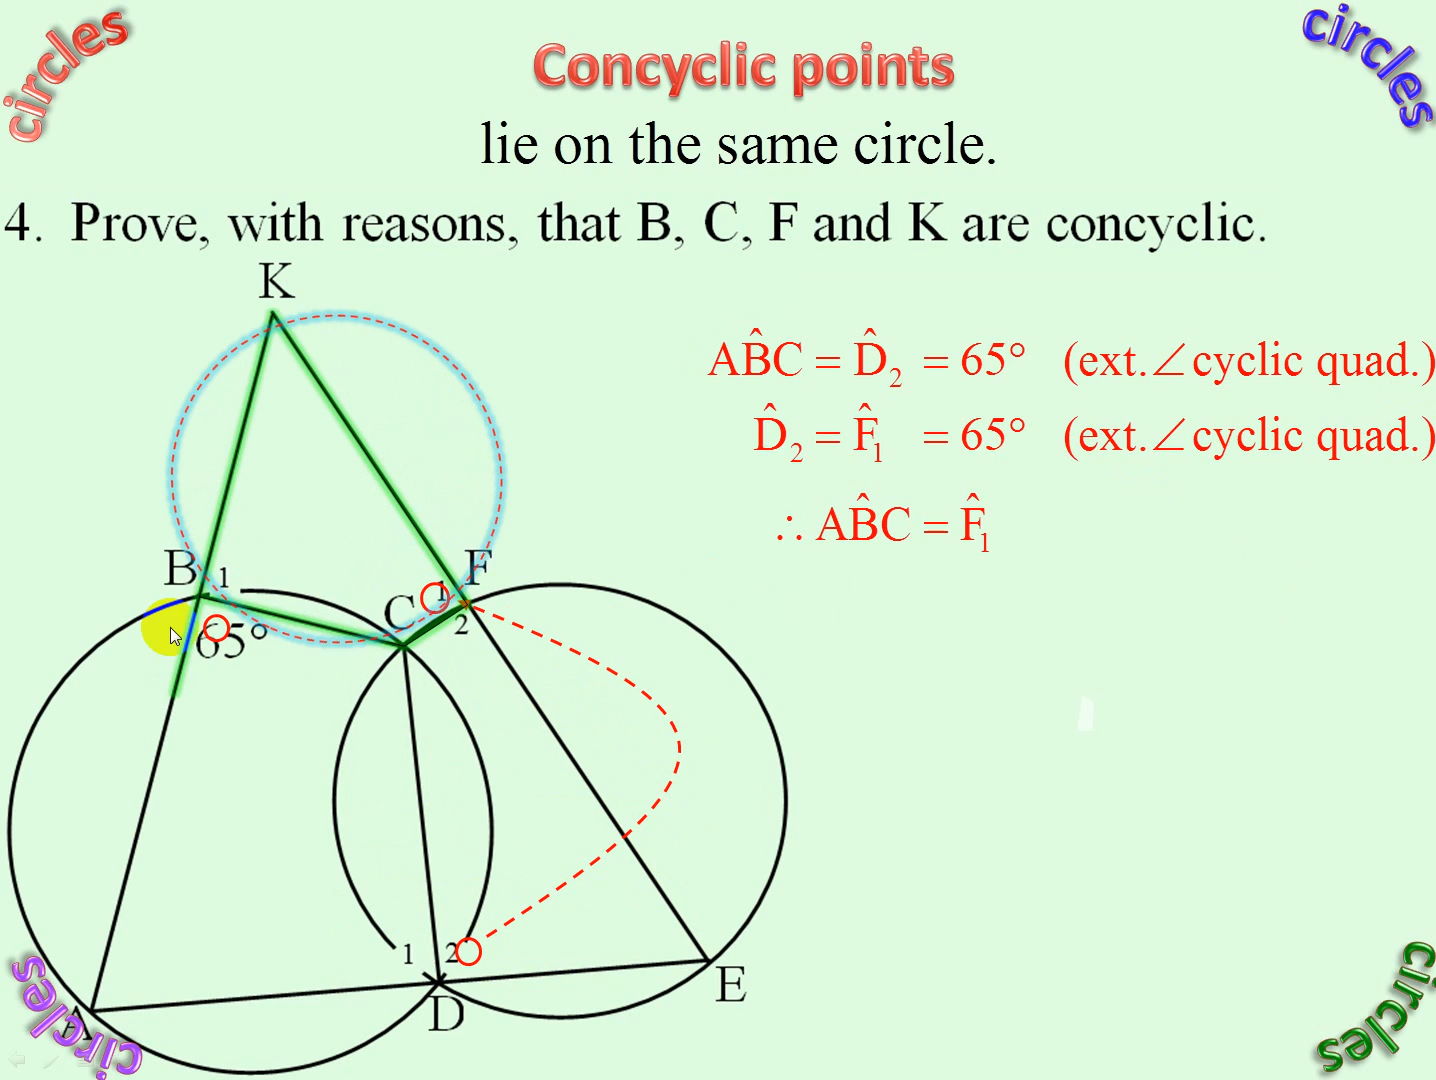 circles
circles
Concyclic points
lie on the same circle.
4. Prove, with reasons, that B, C, F and K are concyclic.
K
AB̂C = D̂₂ = 65° (ext.∠cyclic quad.)
D̂₂ = F̂₁ = 65° (ext.∠cyclic quad.)
∴ AB̂C = F̂₁
B 1
F
1
C
2
65°
1 2
E
D
A
circles
circles